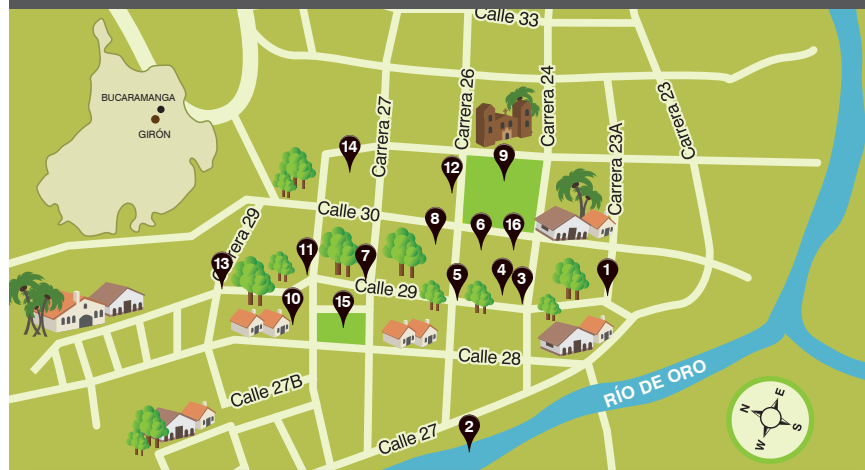 Calle 33
Carrera 27
Carrera 26
Carrera 24
Carrera 23
Carrera 23A
BUCARAMANGA
GIRÓN
14
12
9
Calle 30
Carrera 29
8
6
16
13
11
7
Calle 29
5
4
3
1
10
15
Calle 28
Calle 27B
RÍO DE ORO
Calle 27
2
N
E
W
S